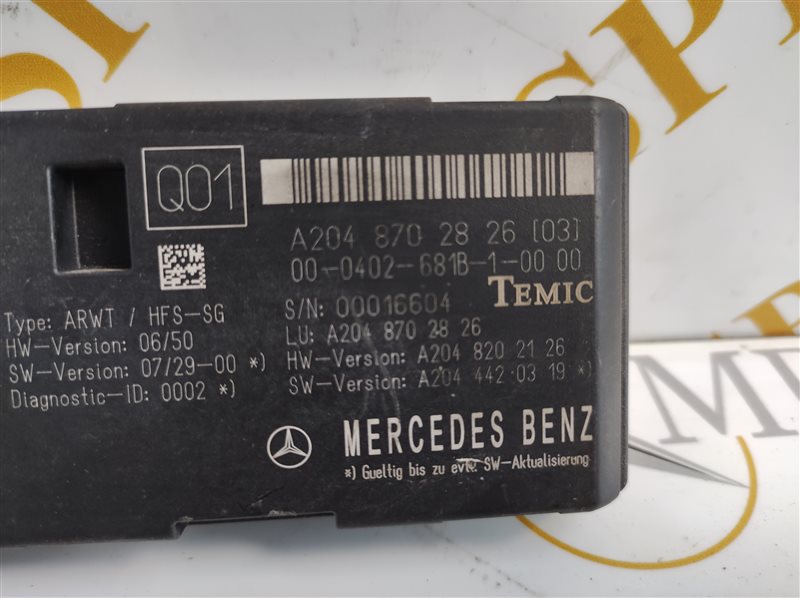 Q01
A204 870 28 26 [03]
00-0402-681B-1-00 00
S/N: 00016604
TEMIC
Type: ARWT / HFS-SG
HW-Version: 06/50
SW-Version: 07/29-00 *)
Diagnostic-ID: 0002 *)
LU: A204 870 28 26
HW-Version: A204 820 21 26
SW-Version: A204 442 03 19 *)
MERCEDES BENZ
*) Gueltig bis zu evtl. SW-Aktualisierung